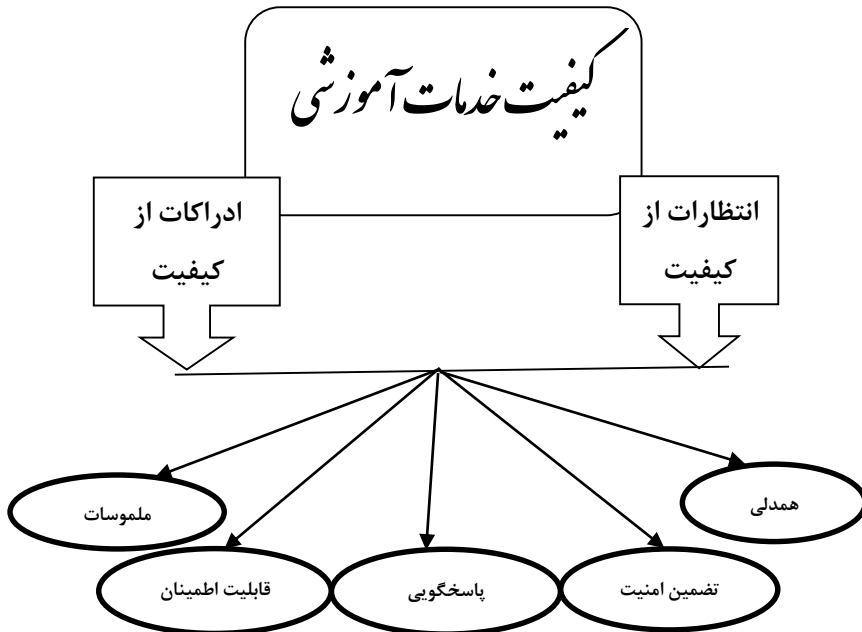 کیفیت خدمات آموزشی
انتظارات از
کیفیت
ادراکات از
کیفیت
همدلی
تضمین امنیت
پاسخگویی
قابلیت اطمینان
ملموسات